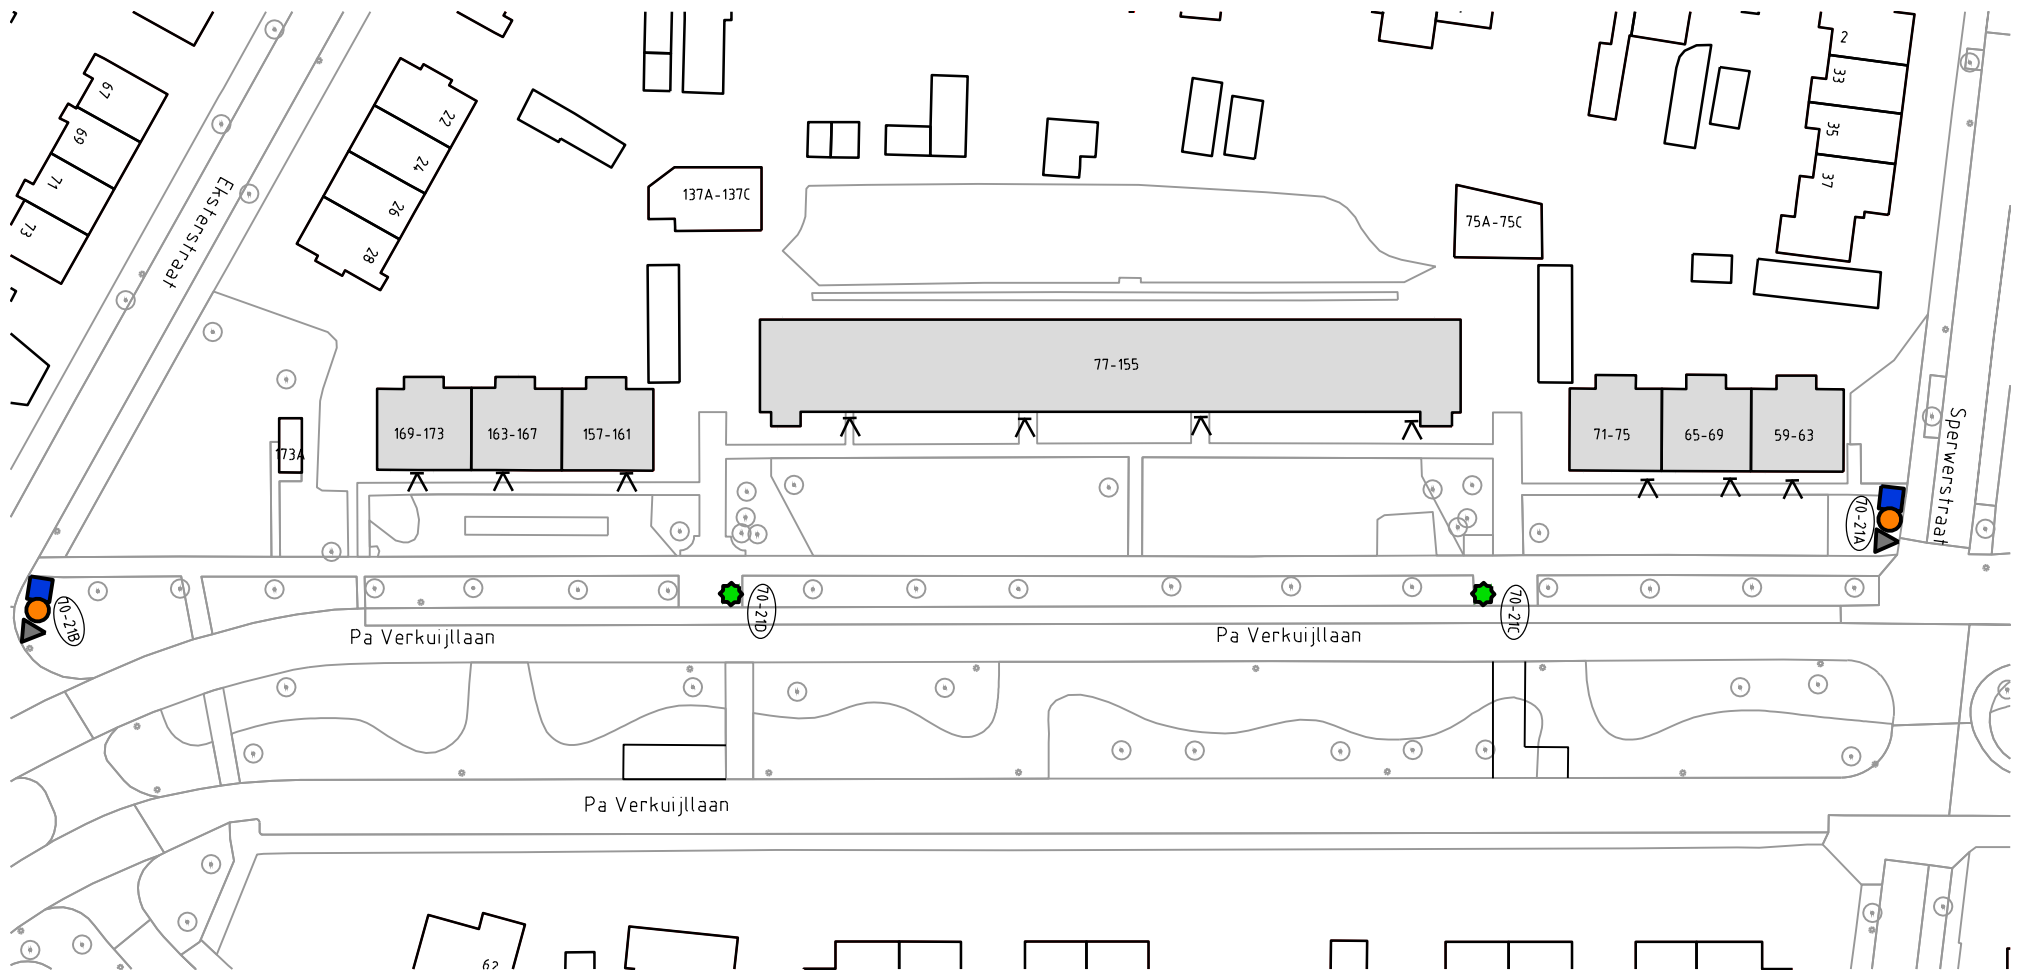 2
67
33
22
69
35
24
71
37
137A-137C
Eksterstraat
26
75A-75C
73
28
77-155
169-173
163-167
157-161
71-75
65-69
59-63
173A
Sperwerstraat
70-21A
70-21B
70-21D
70-21C
Pa Verkuijllaan
Pa Verkuijllaan
Pa Verkuijllaan
62